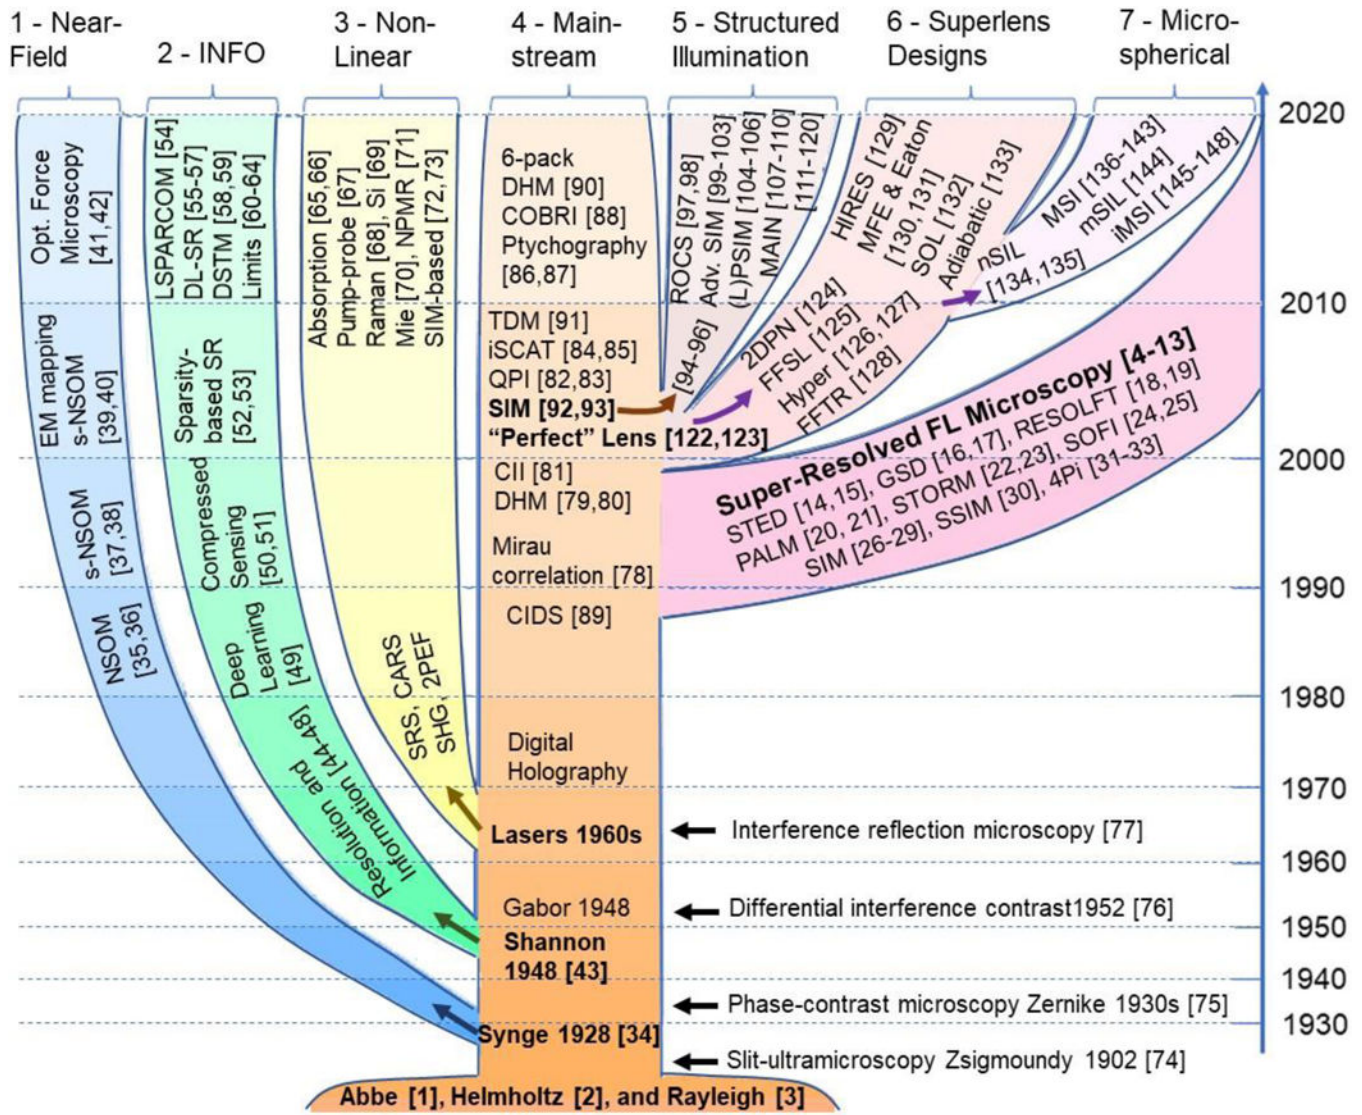 1 - Near-
Field
2 - INFO
3 - Non-
Linear
4 - Main-
stream
5 - Structured
Illumination
6 - Superlens
Designs
7 - Micro-
spherical
Opt. Force
Microscopy
[41,42]
EM mapping
s-NSOM
[39,40]
s-NSOM
[37,38]
NSOM
[35,36]
LSPARCOM [54]
DL-SR [55-57]
DSTM [58,59]
Limits [60-64]
Sparsity-
based SR
[52,53]
Compressed
Sensing
[50,51]
Deep
Learning
[49]
Resolution and
Information [44-48]
Absorption [65,66]
Pump-probe [67]
Raman [68], Si [69]
Mie [70], NPMR [71]
SIM-based [72,73]
SRS, CARS
SHG, 2PEF
6-pack
DHM [90]
COBRI [88]
Ptychography
[86,87]
TDM [91]
iSCAT [84,85]
QPI [82,83]
SIM [92,93]
“Perfect” Lens [122,123]
CII [81]
DHM [79,80]
Mirau
correlation [78]
CIDS [89]
Digital
Holography
Lasers 1960s
Gabor 1948
Shannon
1948 [43]
Synge 1928 [34]
Abbe [1], Helmholtz [2], and Rayleigh [3]
ROCS [97,98]
Adv. SIM [99-103]
(L)PSIM [104-106]
MAIN [107-110]
[111-120]
[94-96]
HIRES [129]
MFE & Eaton
[130,131]
SOL [132]
Adiabatic [133]
2DPN [124]
FFSL [125]
Hyper [126,127]
FFTR [128]
MSI [136-143]
mSIL [144]
iMSI [145-148]
nSIL
[134,135]
Super-Resolved FL Microscopy [4-13]
STED [14,15], GSD [16,17], RESOLFT [18,19]
PALM [20, 21], STORM [22,23], SOFI [24,25]
SIM [26-29], SSIM [30], 4Pi [31-33]
Interference reflection microscopy [77]
Differential interference contrast1952 [76]
Phase-contrast microscopy Zernike 1930s [75]
Slit-ultramicroscopy Zsigmoundy 1902 [74]
2020
2010
2000
1990
1980
1970
1960
1950
1940
1930